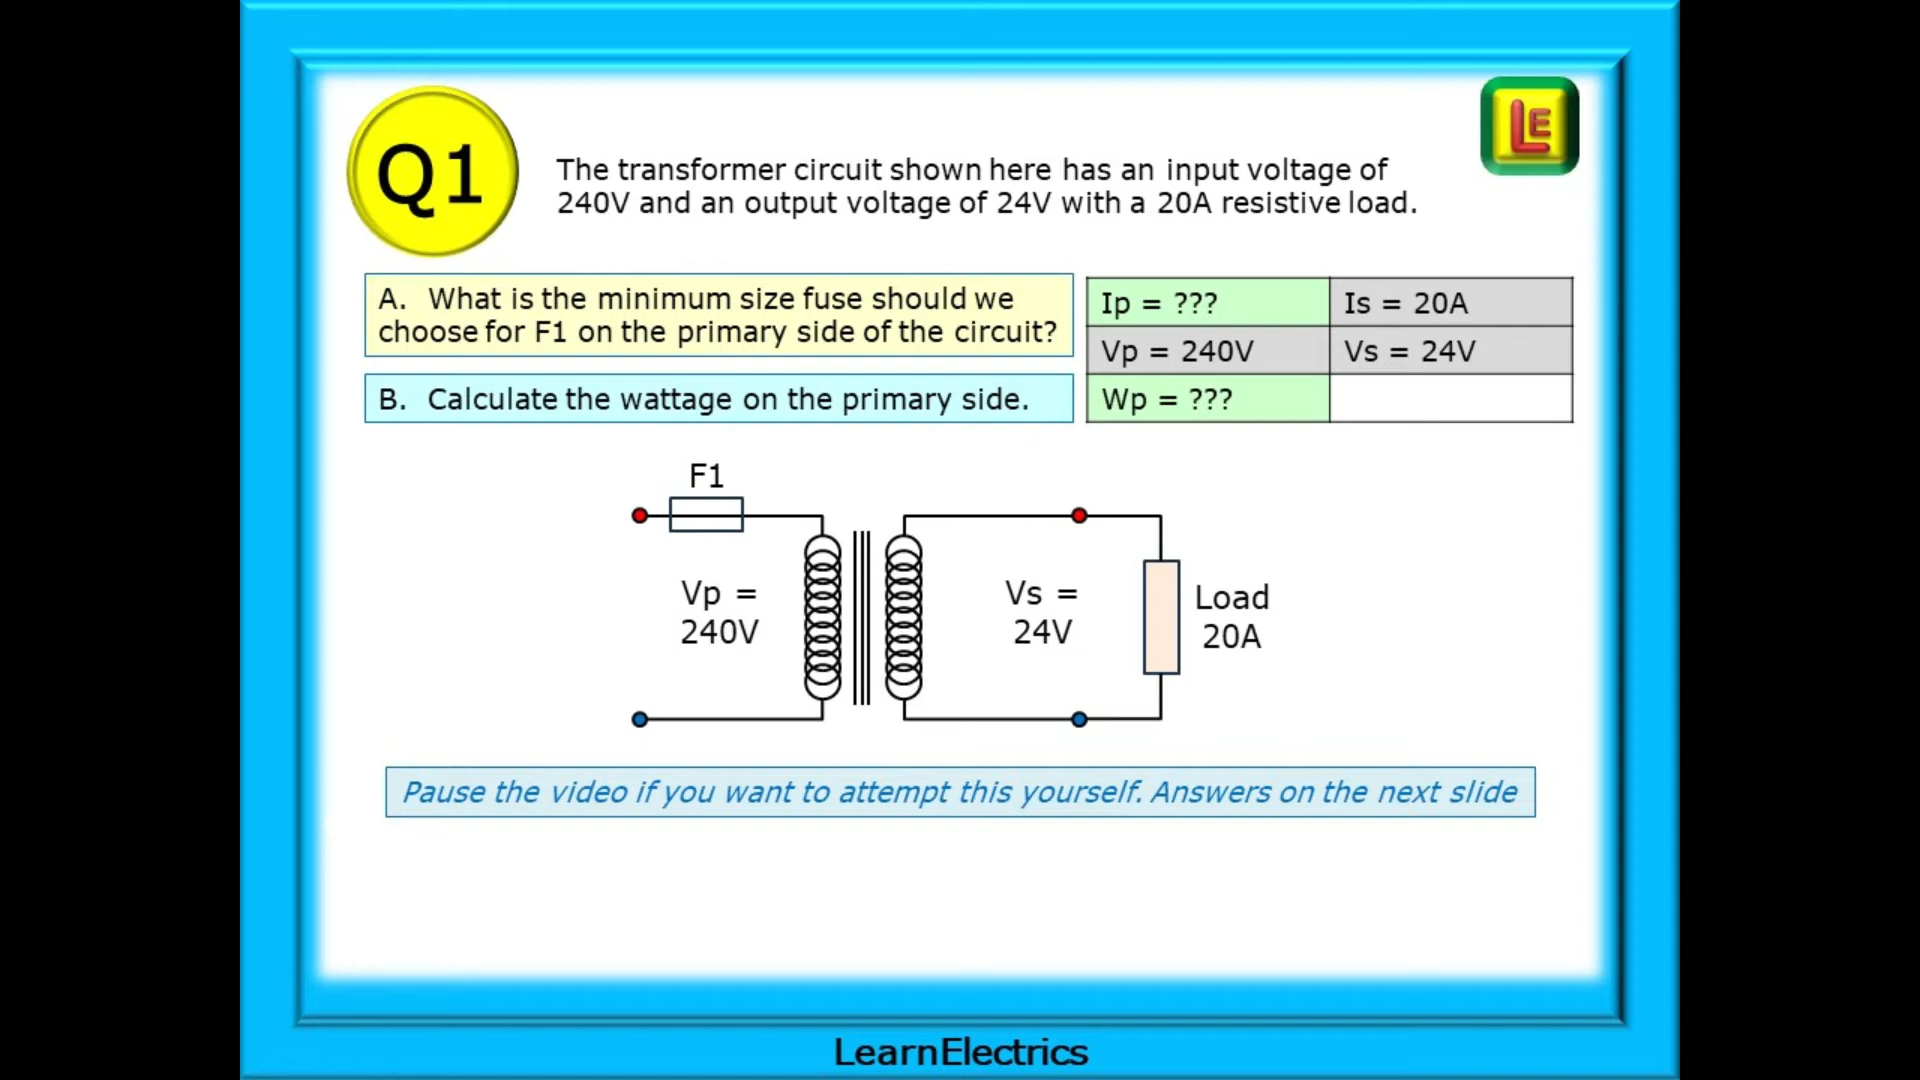 Q1
LE
The transformer circuit shown here has an input voltage of
240V and an output voltage of 24V with a 20A resistive load.
A. What is the minimum size fuse should we
choose for F1 on the primary side of the circuit?
B. Calculate the wattage on the primary side.
Ip = ??? Is = 20A
Vp = 240V Vs = 24V
Wp = ???
F1
Vp =
240V
Vs =
24V
Load
20A
Pause the video if you want to attempt this yourself. Answers on the next slide
LearnElectrics